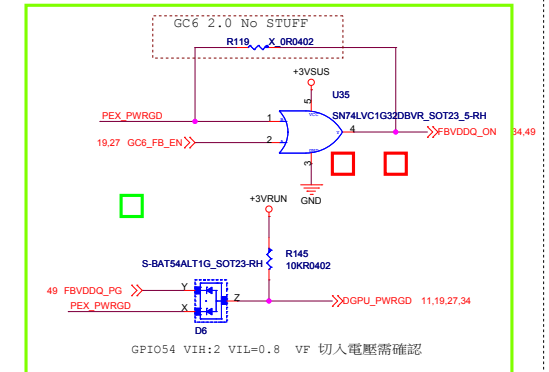 GC6 2.0 No STUFF
R119 X_0R0402
+3VSUS
U35
SN74LVC1G32DBVR_SOT23_5-RH
PEX_PWRGD
1
5
4
FBVDDQ_ON 34,49
19,27 GC6_FB_EN
2
3
GND
+3VRUN
R145
10KR0402
S-BAT54ALT1G_SOT23-RH
49 FBVDDQ_PG
Y
Z
DGPU_PWRGD 11,19,27,34
PEX_PWRGD
X
D6
GPIO54 VIH:2 VIL=0.8 VF 切入電壓需確認